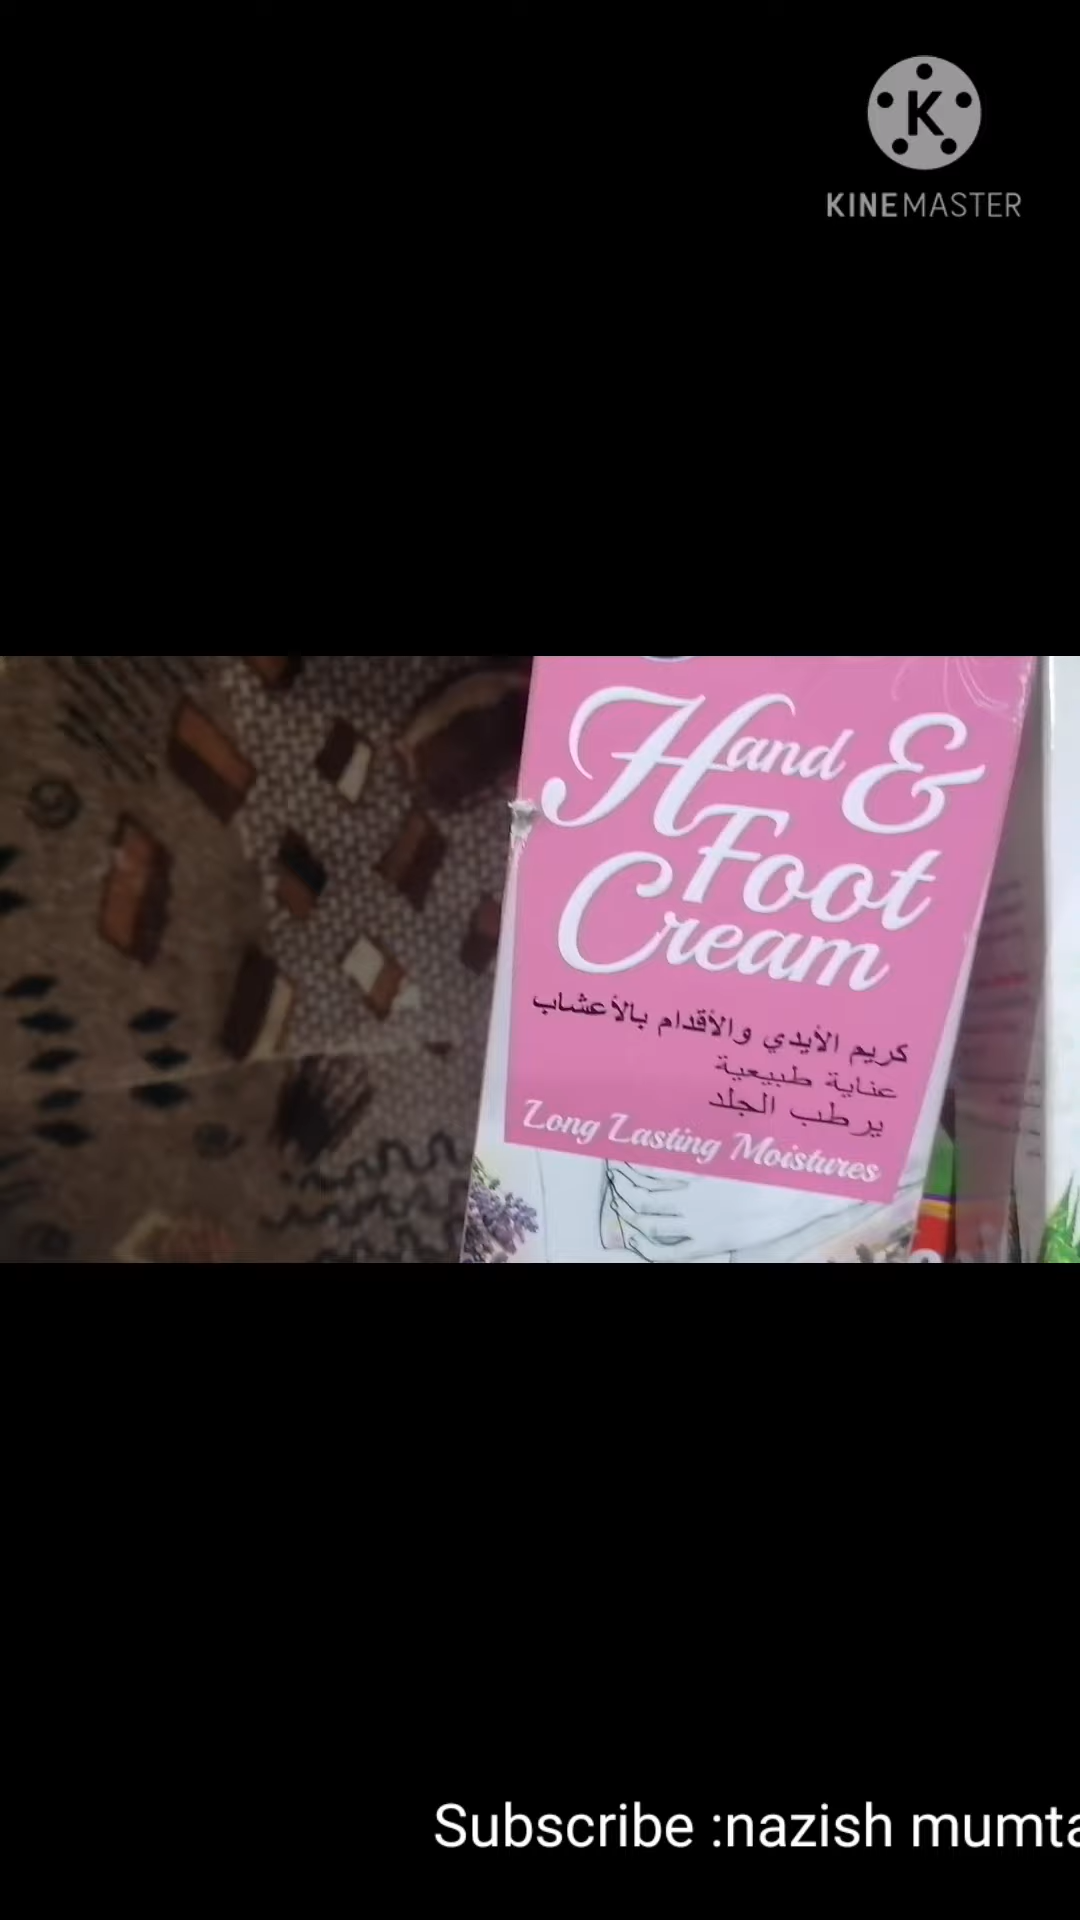 KINEMASTER
Hand &
Foot
Cream
كريم الأيدي والأقدام بالأعشاب
عناية طبيعية
يرطب الجلد
Long Lasting Moistures
Subscribe :nazish mumta